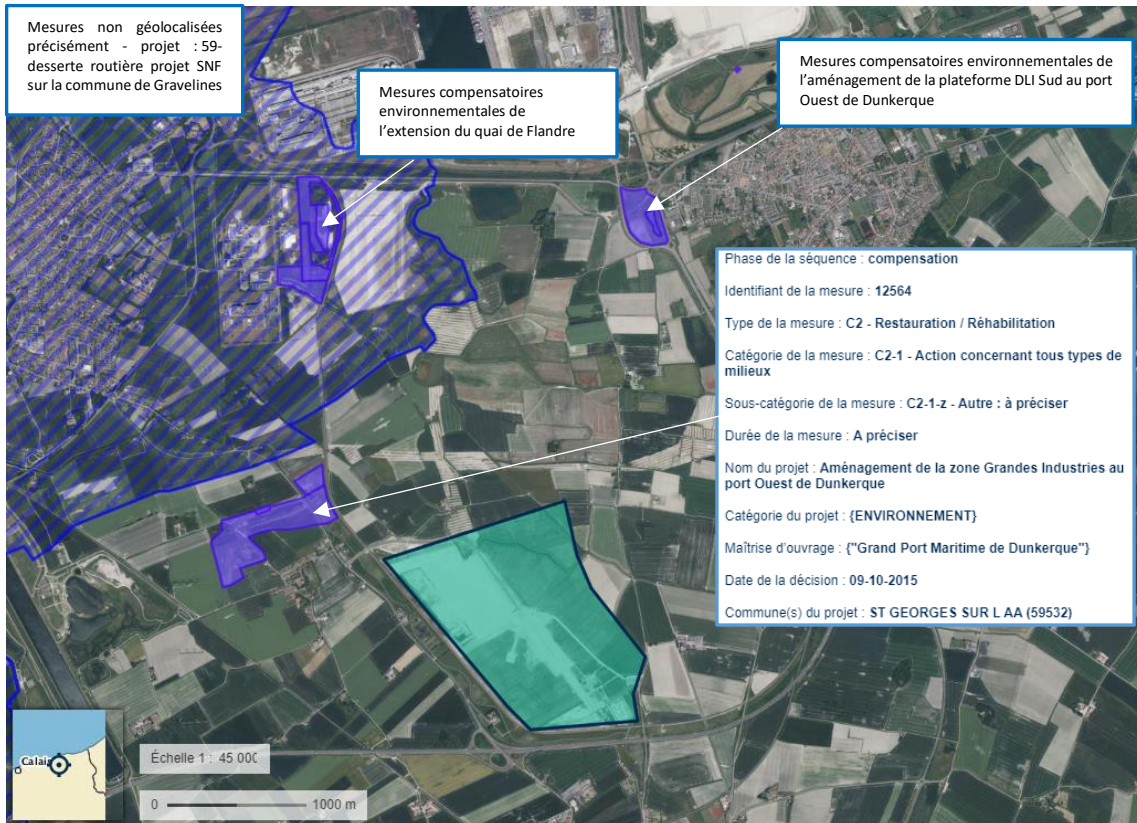 Mesures non géolocalisées
précisément - projet : 59-
desserte routière projet SNF
sur la commune de Gravelines
Mesures compensatoires
environnementales de
l’extension du quai de Flandre
Mesures compensatoires environnementales de
l’aménagement de la plateforme DLI Sud au port
Ouest de Dunkerque
Phase de la séquence : compensation
Identifiant de la mesure : 12564
Type de la mesure : C2 - Restauration / Réhabilitation
Catégorie de la mesure : C2-1 - Action concernant tous types de
milieux
Sous-catégorie de la mesure : C2-1-z - Autre : à préciser
Durée de la mesure : A préciser
Nom du projet : Aménagement de la zone Grandes Industries au
port Ouest de Dunkerque
Catégorie du projet : {ENVIRONNEMENT}
Maîtrise d'ouvrage : {"Grand Port Maritime de Dunkerque"}
Date de la décision : 09-10-2015
Commune(s) du projet : ST GEORGES SUR L AA (59532)
Échelle 1 : 45 000
0 1000 m